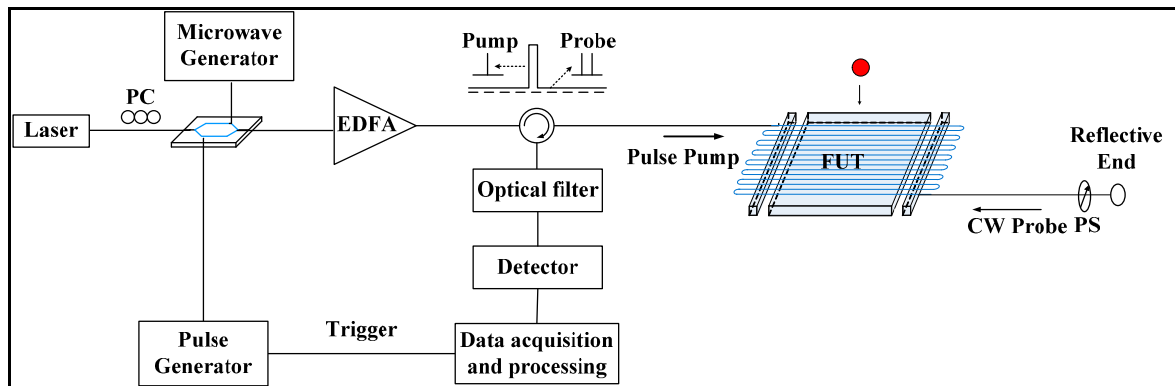 Microwave
Generator
Pump
Probe
PC
Laser
EDFA
Pulse Pump
FUT
Reflective
End
Optical filter
CW Probe
PS
Detector
Trigger
Pulse
Generator
Data acquisition
and processing